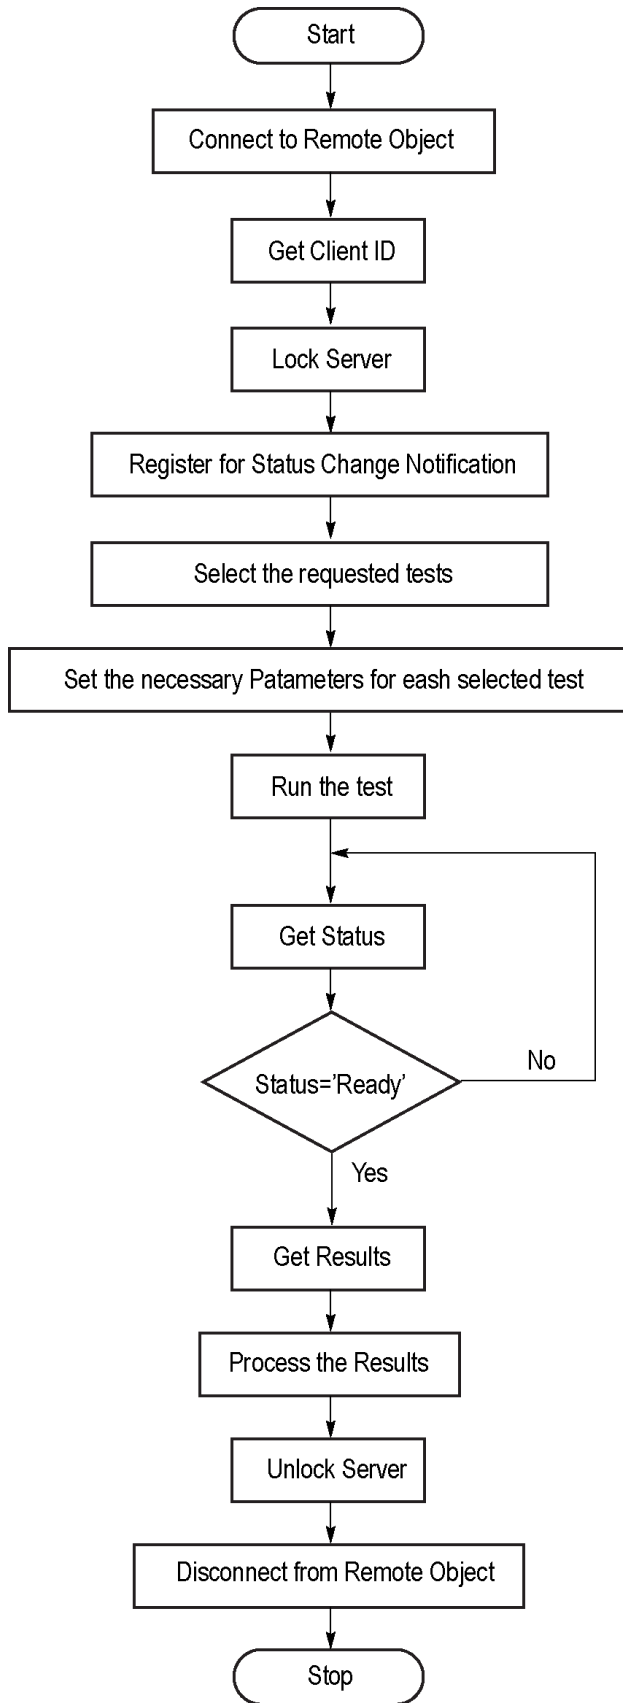 Start
Connect to Remote Object
Get Client ID
Lock Server
Register for Status Change Notification
Select the requested tests
Set the necessary Patameters for eash selected test
Run the test
Get Status
Status=’Ready’
No
Yes
Get Results
Process the Results
Unlock Server
Disconnect from Remote Object
Stop